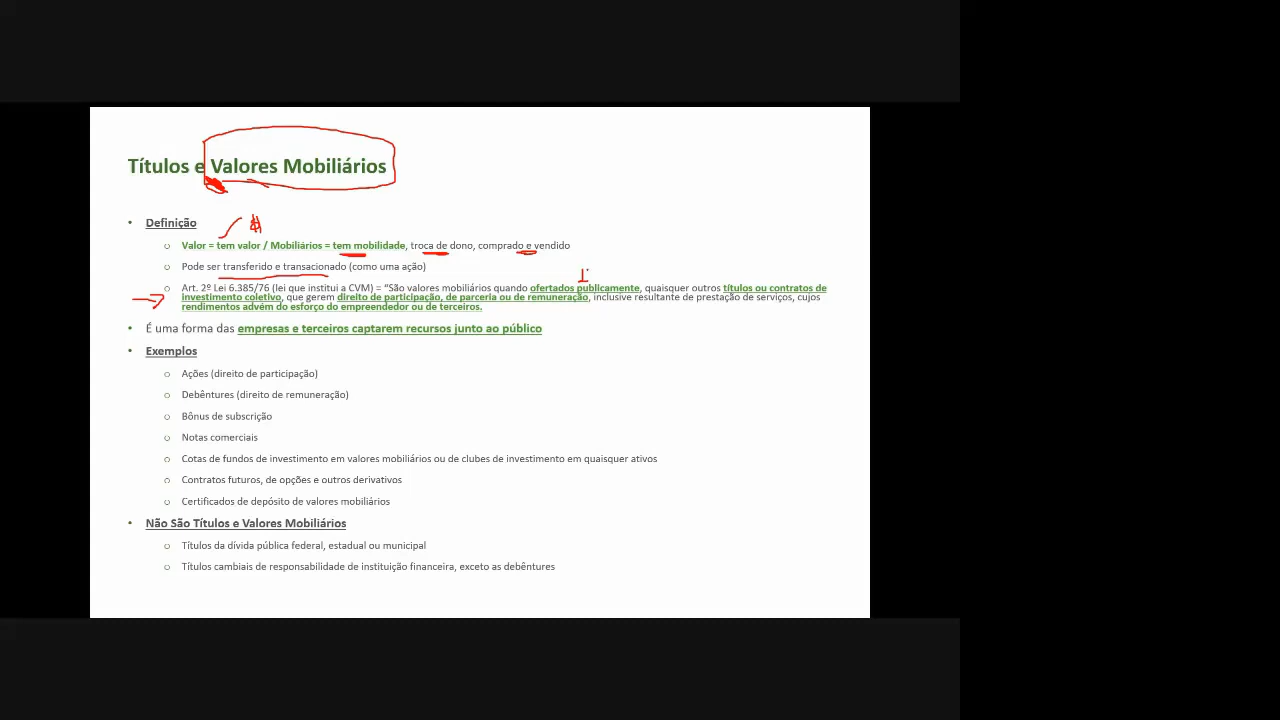 Títulos e Valores Mobiliários
• Definição
$
o Valor = tem valor / Mobiliários = tem mobilidade, troca de dono, comprado e vendido
o Pode ser transferido e transacionado (como uma ação)
o Art. 2º Lei 6.385/76 (lei que institui a CVM) = “São valores mobiliários quando ofertados publicamente, quaisquer outros títulos ou contratos de
investimento coletivo, que gerem direito de participação, de parceria ou de remuneração, inclusive resultante de prestação de serviços, cujos
rendimentos advém do esforço do empreendedor ou de terceiros.
• É uma forma das empresas e terceiros captarem recursos junto ao público
• Exemplos
o Ações (direito de participação)
o Debêntures (direito de remuneração)
o Bônus de subscrição
o Notas comerciais
o Cotas de fundos de investimento em valores mobiliários ou de clubes de investimento em quaisquer ativos
o Contratos futuros, de opções e outros derivativos
o Certificados de depósito de valores mobiliários
• Não São Títulos e Valores Mobiliários
o Títulos da dívida pública federal, estadual ou municipal
o Títulos cambiais de responsabilidade de instituição financeira, exceto as debêntures